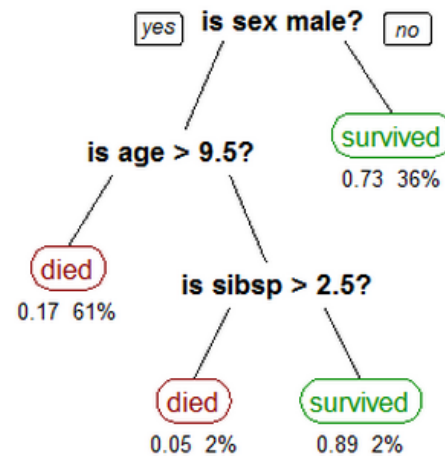 yes
is sex male?
no
is age > 9.5?
survived
0.73 36%
died
0.17 61%
is sibsp > 2.5?
died
0.05 2%
survived
0.89 2%